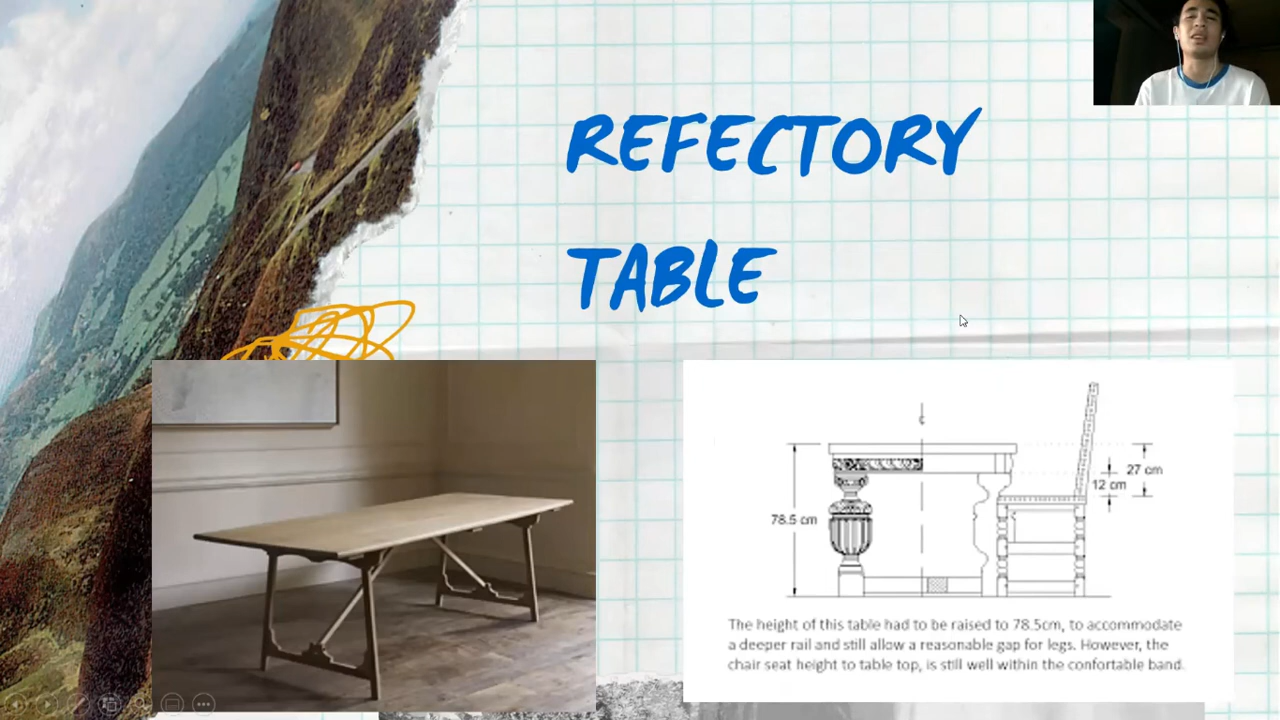 REFECTORY
TABLE
27 cm
12 cm
78.5 cm
The height of this table had to be raised to 78.5cm, to accommodate
a deeper rail and still allow a reasonable gap for legs. However, the
chair seat height to table top, is still well within the confortable band.